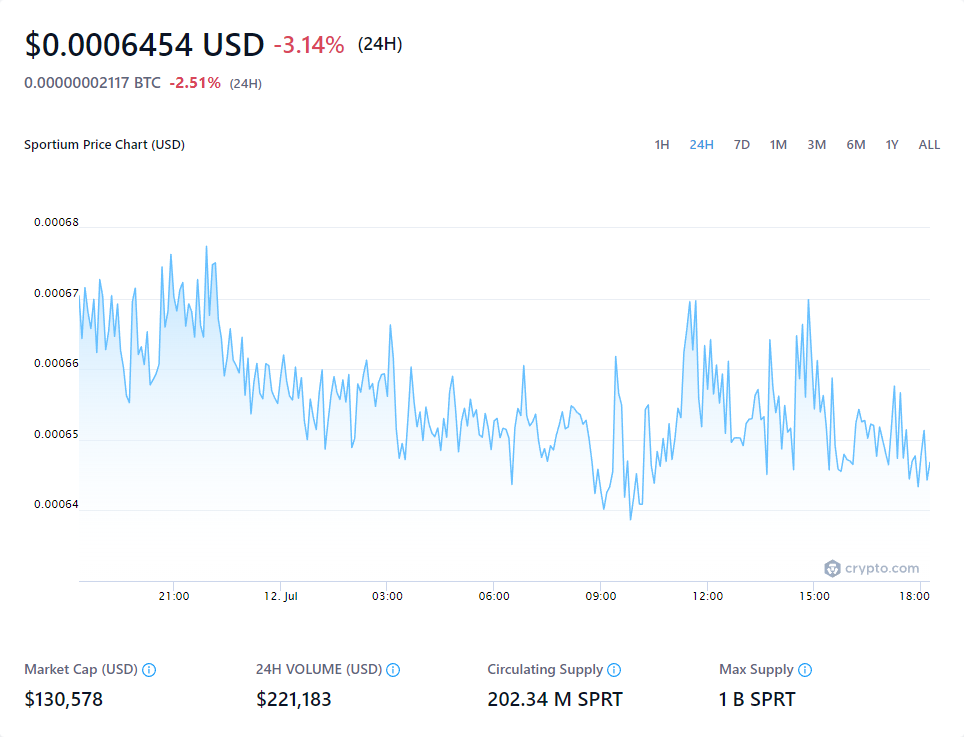 $0.0006454 USD -3.14% (24H)
0.00000002117 BTC -2.51% (24H)
Sportium Price Chart (USD) 1H 24H 7D 1M 3M 6M 1Y ALL
0.00068
0.00067
0.00066
0.00065
0.00064
crypto.com
21:00 12. Jul 03:00 06:00 09:00 12:00 15:00 18:00
Market Cap (USD) 24H VOLUME (USD) Circulating Supply Max Supply
$130,578 $221,183 202.34 M SPRT 1 B SPRT